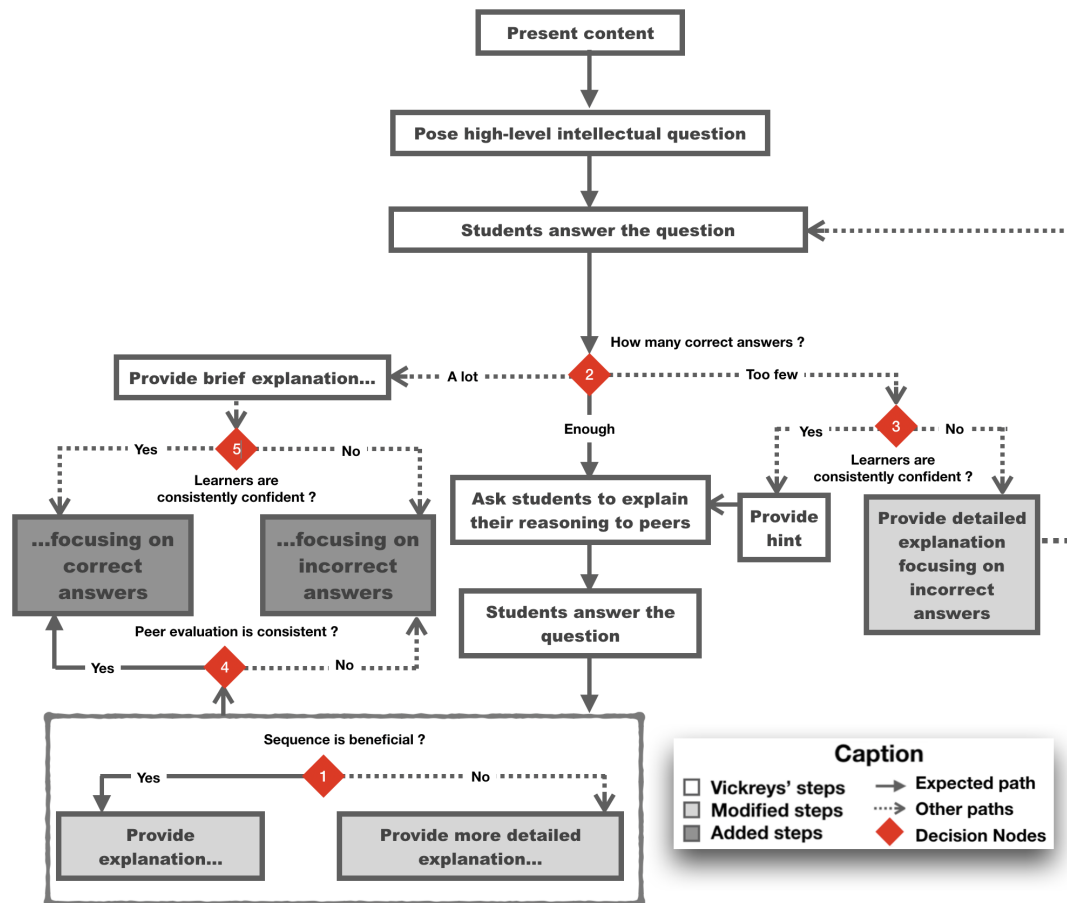 Present content
Pose high-level intellectual question
Students answer the question
How many correct answers ?
Provide brief explanation...
A lot
2
Too few
3
Enough
Yes
No
5
Yes
No
Learners are
consistently confident ?
Learners are
consistently confident ?
...focusing on
correct
answers
...focusing on
incorrect
answers
Ask students to explain
their reasoning to peers
Provide
hint
Provide detailed
explanation
focusing on
incorrect
answers
Students answer the
question
Peer evaluation is consistent ?
Yes
4
No
Sequence is beneficial ?
Yes
1
No
Provide
explanation...
Provide more detailed
explanation...
Caption
Vickreys' steps
Expected path
Modified steps
Other paths
Added steps
Decision Nodes